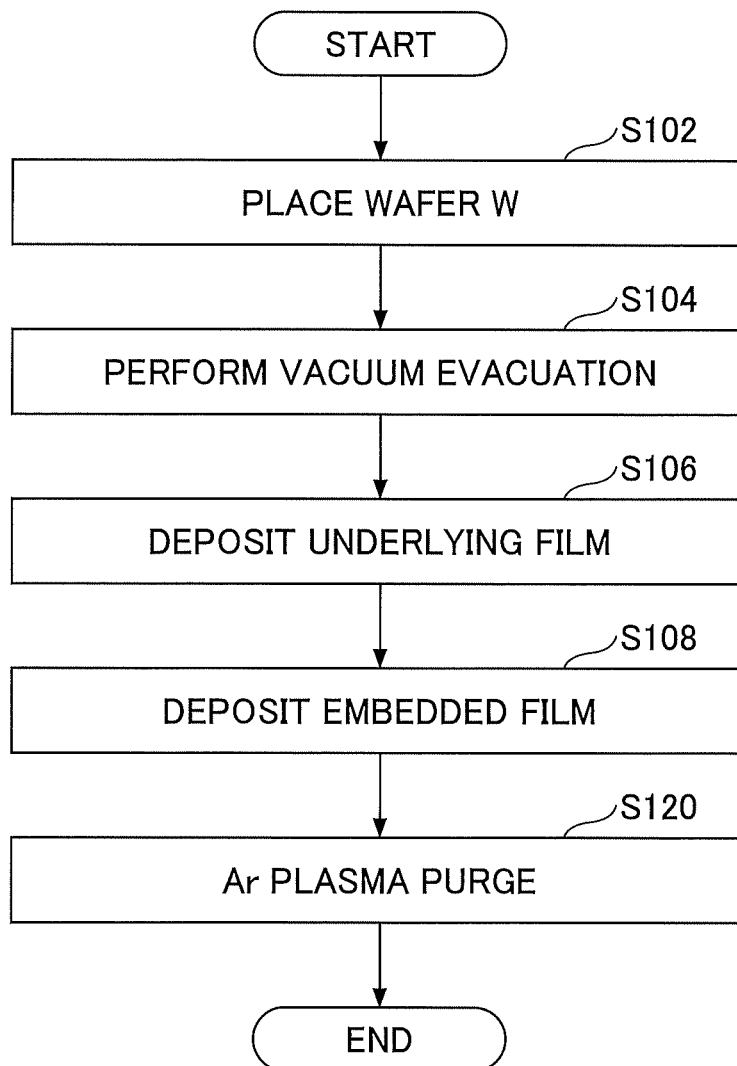 START
S102
PLACE WAFER W
S104
PERFORM VACUUM EVACUATION
S106
DEPOSIT UNDERLYING FILM
S108
DEPOSIT EMBEDDED FILM
S120
Ar PLASMA PURGE
END